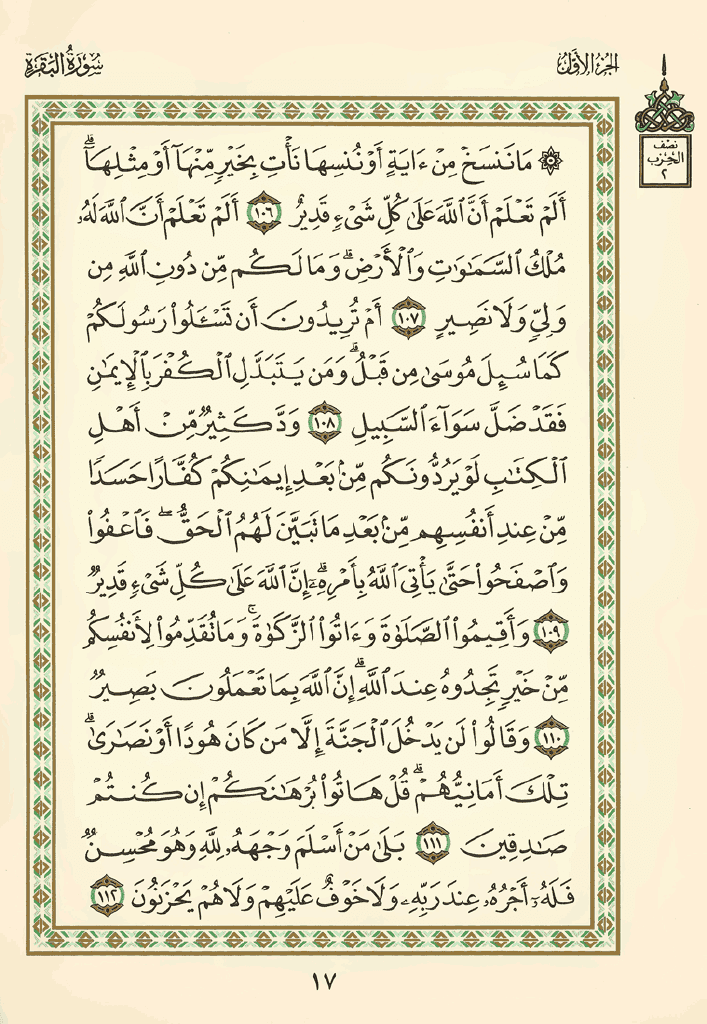 سُورَةُ البَقَرَةِ
الجُزءُ الأَوَّلُ
نِصْف
الحِزْب
٢
۞ مَا نَنسَخْ مِنْ ءَايَةٍ أَوْ نُنسِهَا نَأْتِ بِخَيْرٍ مِّنْهَآ أَوْ مِثْلِهَآۗ
أَلَمْ تَعْلَمْ أَنَّ ٱللَّهَ عَلَىٰ كُلِّ شَىْءٍ قَدِيرٌ ١٠٦ أَلَمْ تَعْلَمْ أَنَّ ٱللَّهَ لَهُۥ
مُلْكُ ٱلسَّمَٰوَٰتِ وَٱلْأَرْضِۗ وَمَا لَكُم مِّن دُونِ ٱللَّهِ مِن
وَلِىٍّ وَلَا نَصِيرٍ ١٠٧ أَمْ تُرِيدُونَ أَن تَسْـَٔلُوا۟ رَسُولَكُمْ
كَمَا سُئِلَ مُوسَىٰ مِن قَبْلُۗ وَمَن يَتَبَدَّلِ ٱلْكُفْرَ بِٱلْإِيمَٰنِ
فَقَدْ ضَلَّ سَوَآءَ ٱلسَّبِيلِ ١٠٨ وَدَّ كَثِيرٌ مِّنْ أَهْلِ
ٱلْكِتَٰبِ لَوْ يَرُدُّونَكُم مِّنۢ بَعْدِ إِيمَٰنِكُمْ كُفَّارًا حَسَدًا
مِّنْ عِندِ أَنفُسِهِم مِّنۢ بَعْدِ مَا تَبَيَّنَ لَهُمُ ٱلْحَقُّۖ فَٱعْفُوا۟
وَٱصْفَحُوا۟ حَتَّىٰ يَأْتِىَ ٱللَّهُ بِأَمْرِهِۦٓۗ إِنَّ ٱللَّهَ عَلَىٰ كُلِّ شَىْءٍ قَدِيرٌ
١٠٩ وَأَقِيمُوا۟ ٱلصَّلَوٰةَ وَءَاتُوا۟ ٱلزَّكَوٰةَۚ وَمَا تُقَدِّمُوا۟ لِأَنفُسِكُم
مِّنْ خَيْرٍ تَجِدُوهُ عِندَ ٱللَّهِۗ إِنَّ ٱللَّهَ بِمَا تَعْمَلُونَ بَصِيرٌ
١١٠ وَقَالُوا۟ لَن يَدْخُلَ ٱلْجَنَّةَ إِلَّا مَن كَانَ هُودًا أَوْ نَصَٰرَىٰۗ
تِلْكَ أَمَانِيُّهُمْۗ قُلْ هَاتُوا۟ بُرْهَٰنَكُمْ إِن كُنتُمْ
صَٰدِقِينَ ١١١ بَلَىٰ مَنْ أَسْلَمَ وَجْهَهُۥ لِلَّهِ وَهُوَ مُحْسِنٌ
فَلَهُۥٓ أَجْرُهُۥ عِندَ رَبِّهِۦ وَلَا خَوْفٌ عَلَيْهِمْ وَلَا هُمْ يَحْزَنُونَ ١١٢
١٧